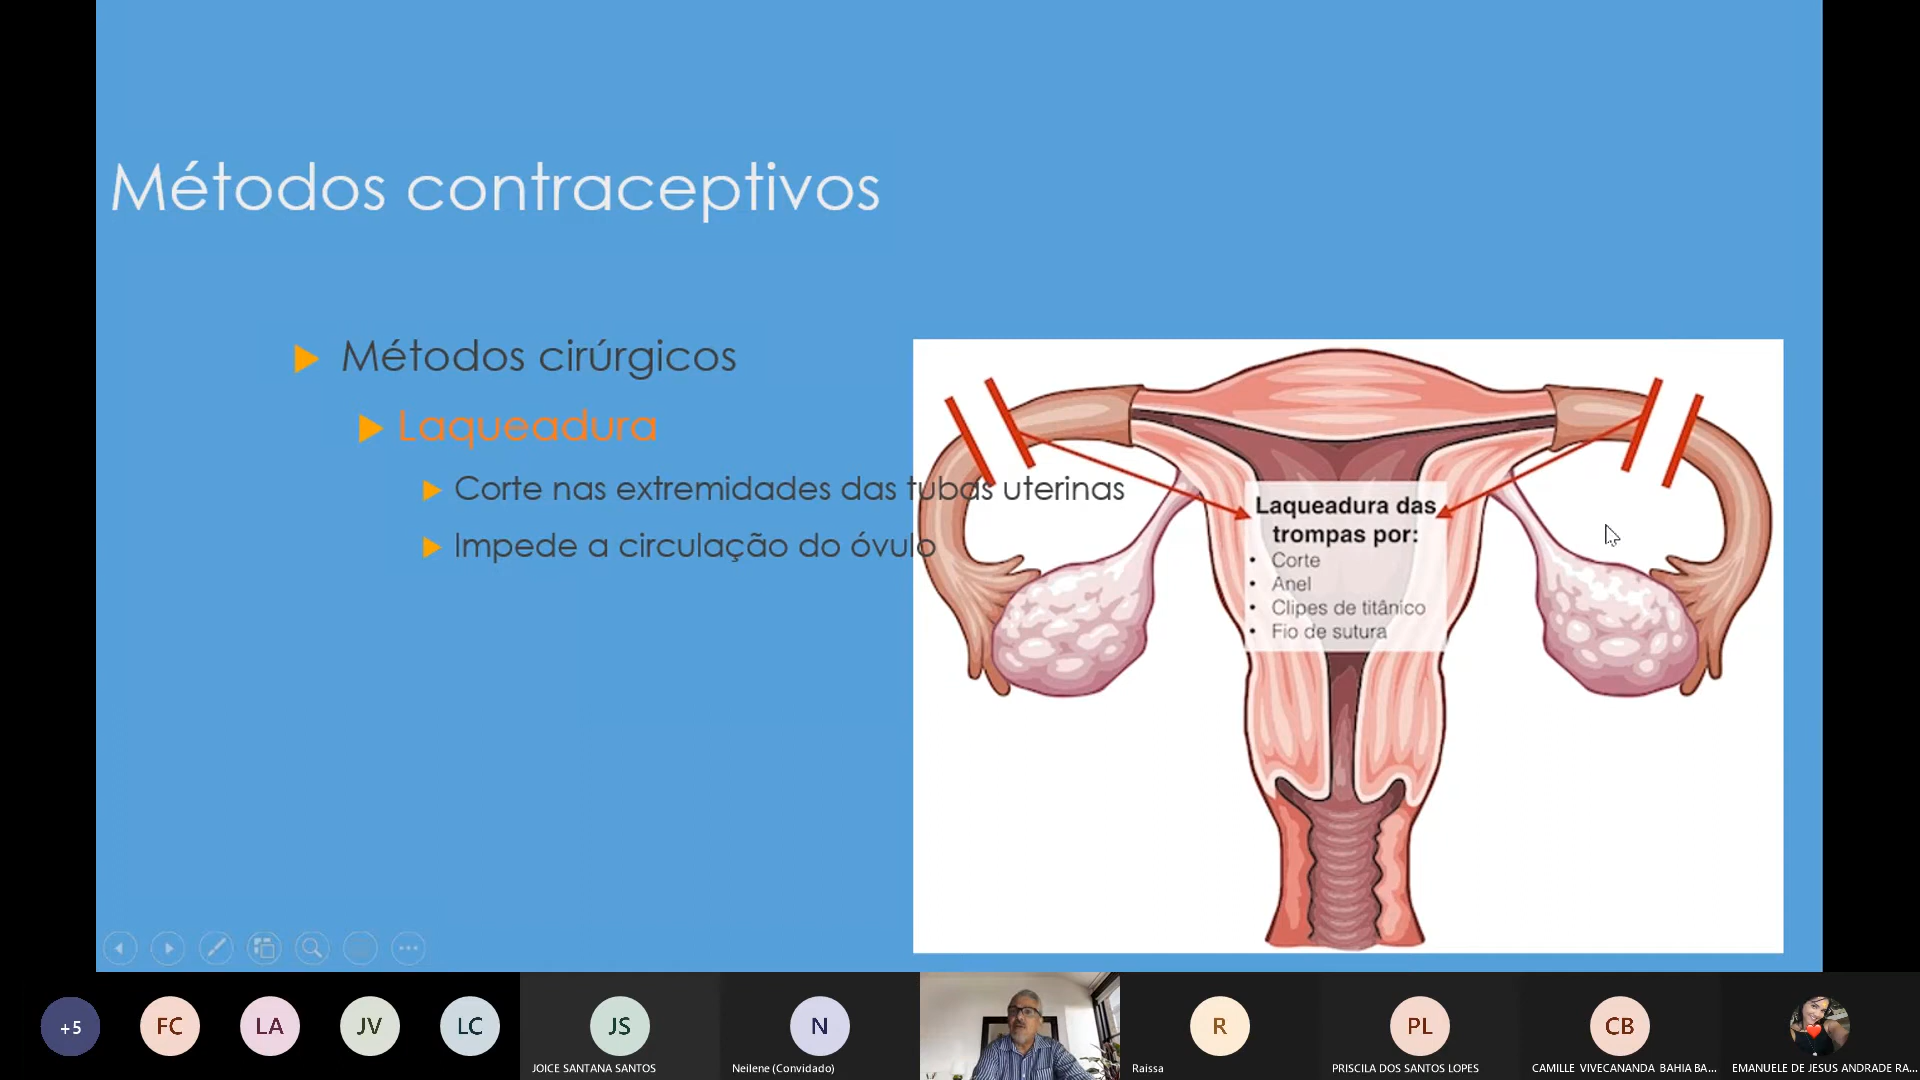 Métodos contraceptivos
Métodos cirúrgicos
Laqueadura
Corte nas extremidades das tubas uterinas
Impede a circulação do óvulo
Laqueadura das
trompas por:
• Corte
• Anel
• Clipes de titânico
• Fio de sutura
+5
FC
LA
JV
LC
JS
JOICE SANTANA SANTOS
N
Neilene (Convidado)
R
Raissa
PL
PRISCILA DOS SANTOS LOPES
CB
CAMILLE VIVECANANDA BAHIA BA...
EMANUELE DE JESUS ANDRADE RA...